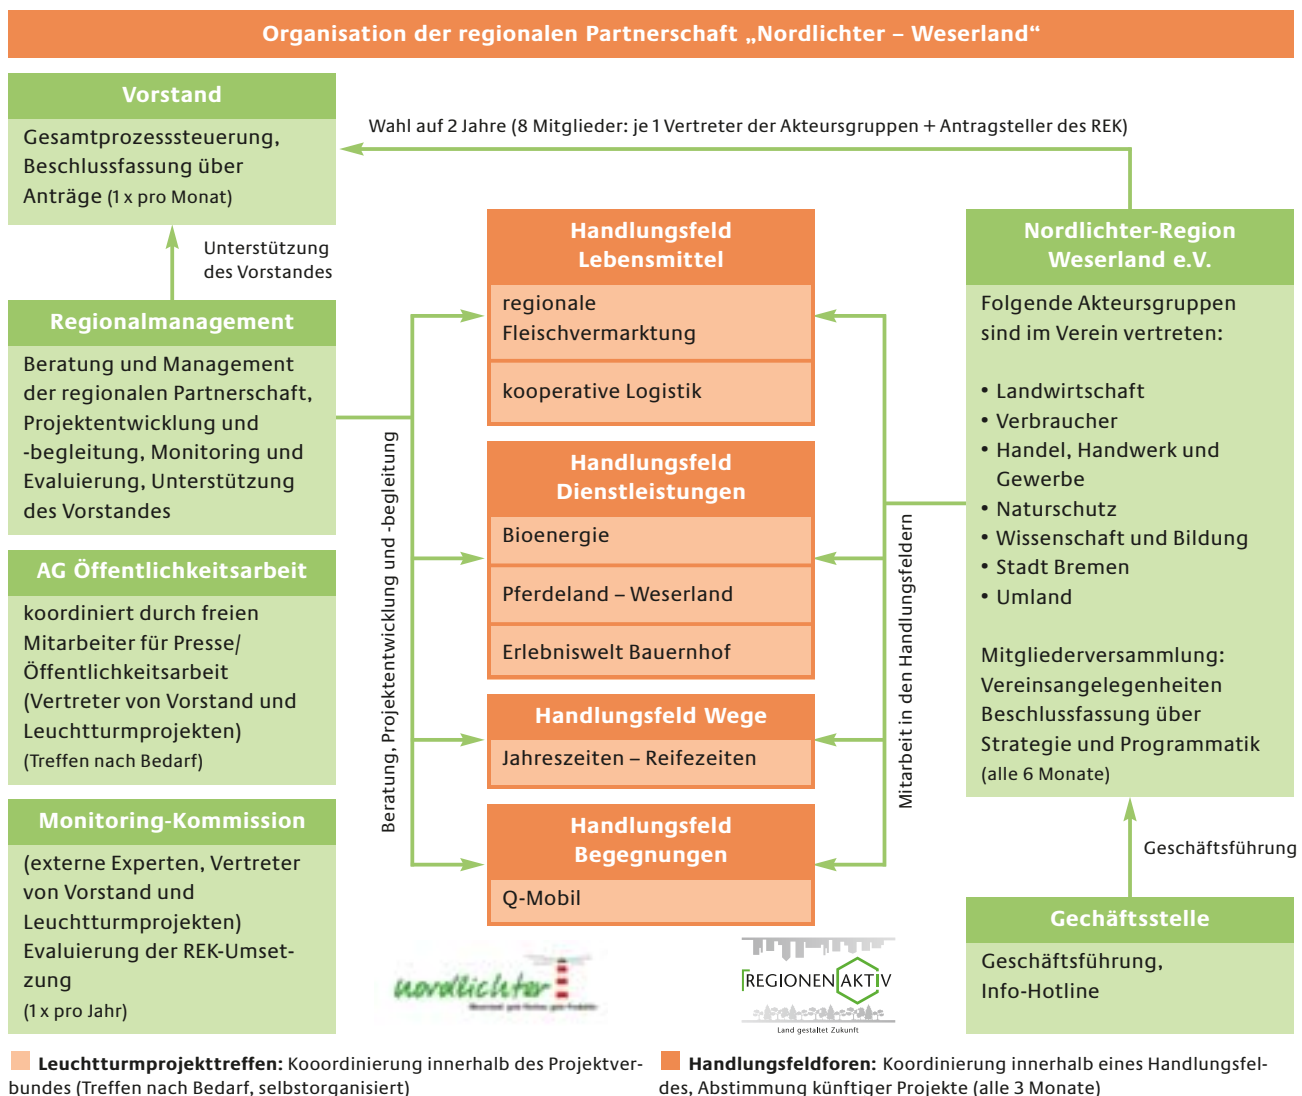 Organisation der regionalen Partnerschaft „Nordlichter – Weserland“
Vorstand
Gesamtprozesssteuerung,
Beschlussfassung über
Anträge (1 x pro Monat)
Wahl auf 2 Jahre (8 Mitglieder: je 1 Vertreter der Akteursgruppen + Antragsteller des REK)
Unterstützung
des Vorstandes
Regionalmanagement
Beratung und Management
der regionalen Partnerschaft,
Projektentwicklung und
-begleitung, Monitoring und
Evaluierung, Unterstützung
des Vorstandes
AG Öffentlichkeitsarbeit
koordiniert durch freien
Mitarbeiter für Presse/
Öffentlichkeitsarbeit
(Vertreter von Vorstand und
Leuchtturmprojekten)
(Treffen nach Bedarf)
Monitoring-Kommission
(externe Experten, Vertreter
von Vorstand und
Leuchtturmprojekten)
Evaluierung der REK-Umset-
zung
(1 x pro Jahr)
Beratung, Projektentwicklung und -begleitung
Handlungsfeld
Lebensmittel
regionale
Fleischvermarktung
kooperative Logistik
Handlungsfeld
Dienstleistungen
Bioenergie
Pferdeland – Weserland
Erlebniswelt Bauernhof
Handlungsfeld Wege
Jahreszeiten – Reifezeiten
Handlungsfeld
Begegnungen
Q-Mobil
Mitarbeit in den Handlungsfeldern
Nordlichter-Region
Weserland e.V.
Folgende Akteursgruppen
sind im Verein vertreten:
• Landwirtschaft
• Verbraucher
• Handel, Handwerk und
Gewerbe
• Naturschutz
• Wissenschaft und Bildung
• Stadt Bremen
• Umland
Mitgliederversammlung:
Vereinsangelegenheiten
Beschlussfassung über
Strategie und Programmatik
(alle 6 Monate)
Geschäftsführung
Gechäftsstelle
Geschäftsführung,
Info-Hotline
nordlichter
REGIONEN AKTIV
Land gestaltet Zukunft
Leuchtturmprojekttreffen: Kooordinierung innerhalb des Projektver-
bundes (Treffen nach Bedarf, selbstorganisiert)
Handlungsfeldforen: Koordinierung innerhalb eines Handlungsfel-
des, Abstimmung künftiger Projekte (alle 3 Monate)